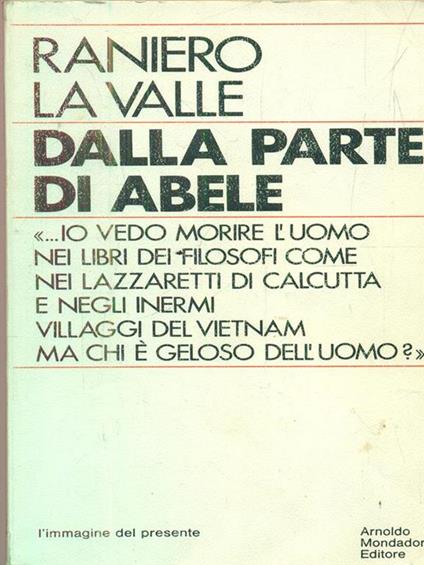 RANIERO
LA VALLE
DALLA PARTE
DI ABELE
«...IO VEDO MORIRE L'UOMO
NEI LIBRI DEI FILOSOFI COME
NEI LAZZARETTI DI CALCUTTA
E NEGLI INERMI
VILLAGGI DEL VIETNAM
MA CHI È GELOSO DELL'UOMO?»
l'immagine del presente
Arnoldo
Mondador
Editore